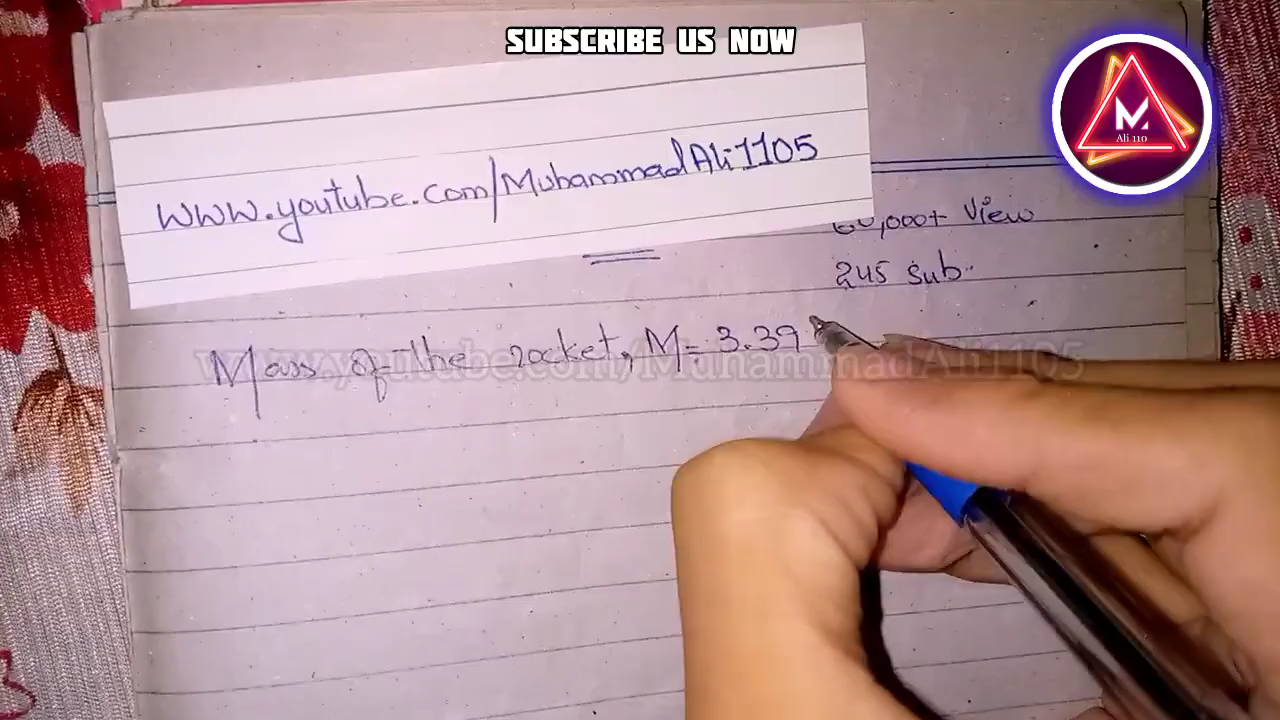 SUBSCRIBE US NOW
M
Ali 110
www.youtube.com/MuhammadAli1105
60,000+ View
245 Sub..
Mass of the rocket, M = 3.39
www.youtube.com/MuhammadAli1105